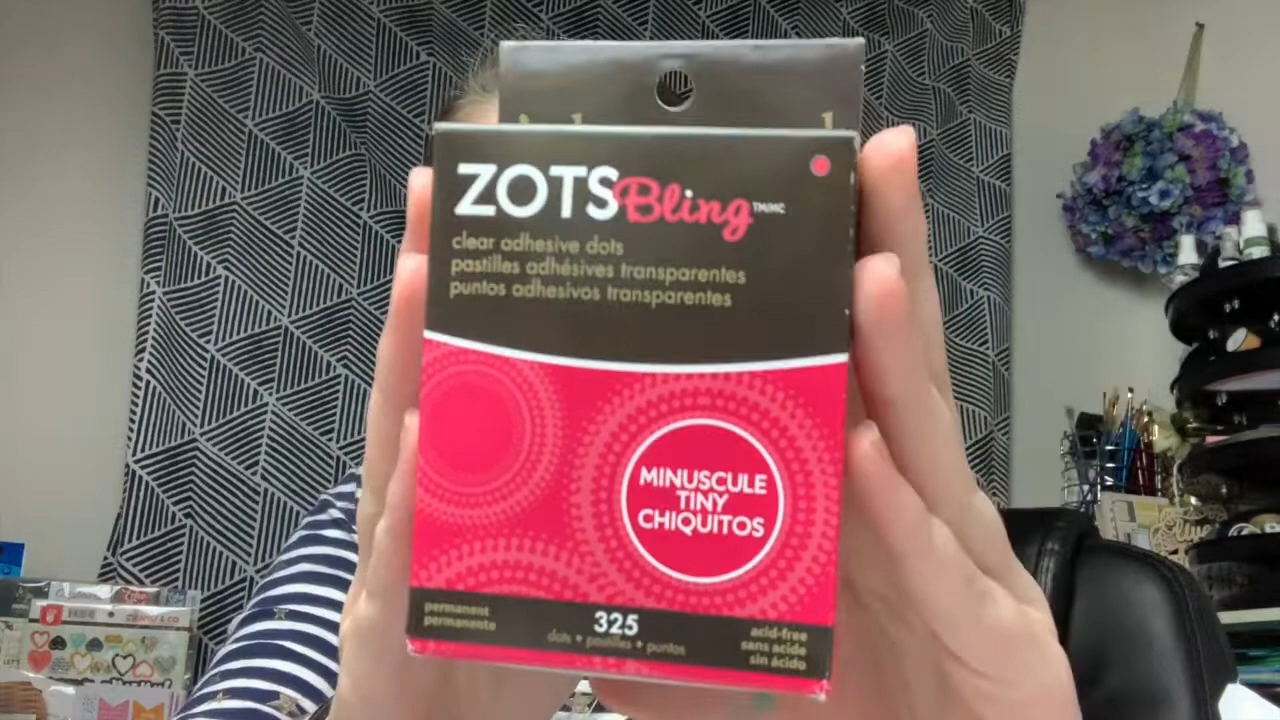 ZOTS Bling TM/MC
clear adhesive dots
pastilles adhésives transparentes
puntos adhesivos transparentes
MINUSCULE
TINY
CHIQUITOS
permanent
permanente
325
dots • pastilles • puntos
acid-free
sans acide
sin ácido